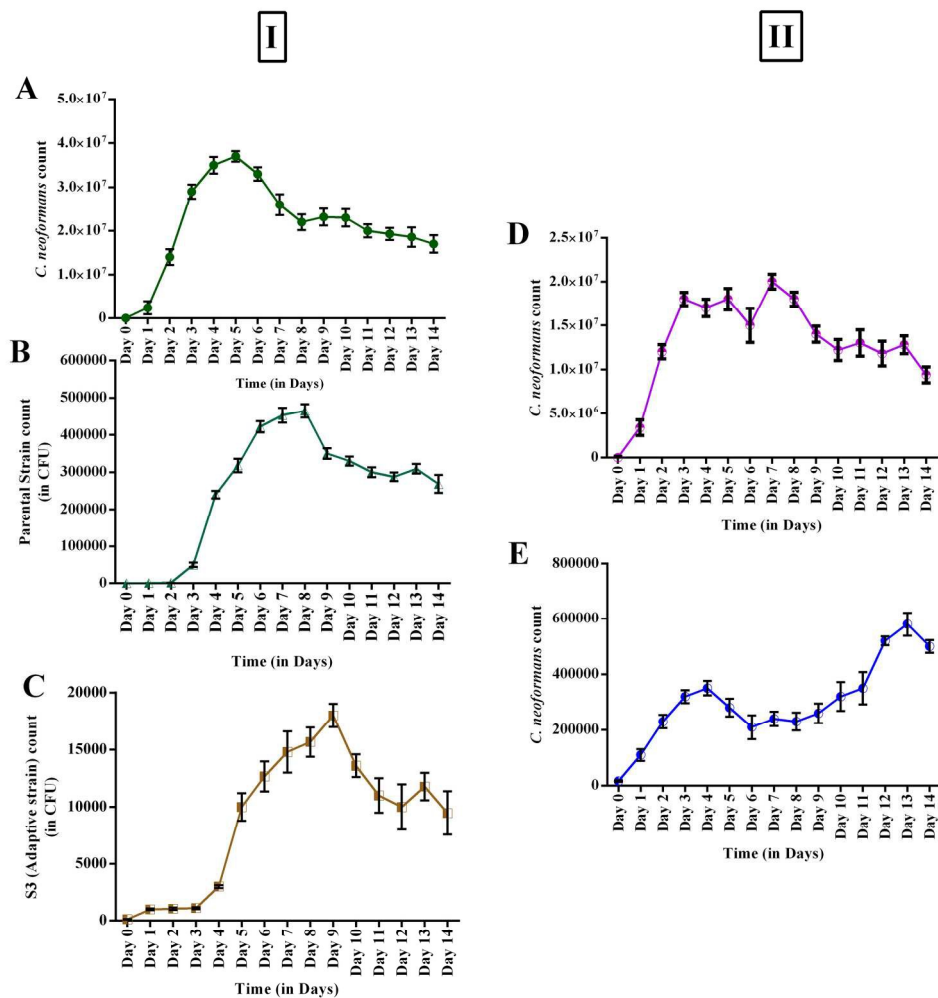 I
II
A
5.0×10⁷
4.0×10⁷
3.0×10⁷
2.0×10⁷
1.0×10⁷
0
C. neoformans count
Day 0
Day 1
Day 2
Day 3
Day 4
Day 5
Day 6
Day 7
Day 8
Day 9
Day 10
Day 11
Day 12
Day 13
Day 14
Time (in Days)
B
600000
500000
400000
300000
200000
100000
0
Parental Strain count
(in CFU)
Day 0
Day 1
Day 2
Day 3
Day 4
Day 5
Day 6
Day 7
Day 8
Day 9
Day 10
Day 11
Day 12
Day 13
Day 14
Time (in Days)
C
20000
15000
10000
5000
0
S3 (Adaptive strain) count
(in CFU)
Day 0
Day 1
Day 2
Day 3
Day 4
Day 5
Day 6
Day 7
Day 8
Day 9
Day 10
Day 11
Day 12
Day 13
Day 14
Time (in Days)
D
2.5×10⁷
2.0×10⁷
1.5×10⁷
1.0×10⁷
5.0×10⁶
0
C. neoformans count
Day 0
Day 1
Day 2
Day 3
Day 4
Day 5
Day 6
Day 7
Day 8
Day 9
Day 10
Day 11
Day 12
Day 13
Day 14
Time (in Days)
E
800000
600000
400000
200000
0
C. neoformans count
Day 0
Day 1
Day 2
Day 3
Day 4
Day 5
Day 6
Day 7
Day 8
Day 9
Day 10
Day 11
Day 12
Day 13
Day 14
Time (in Days)